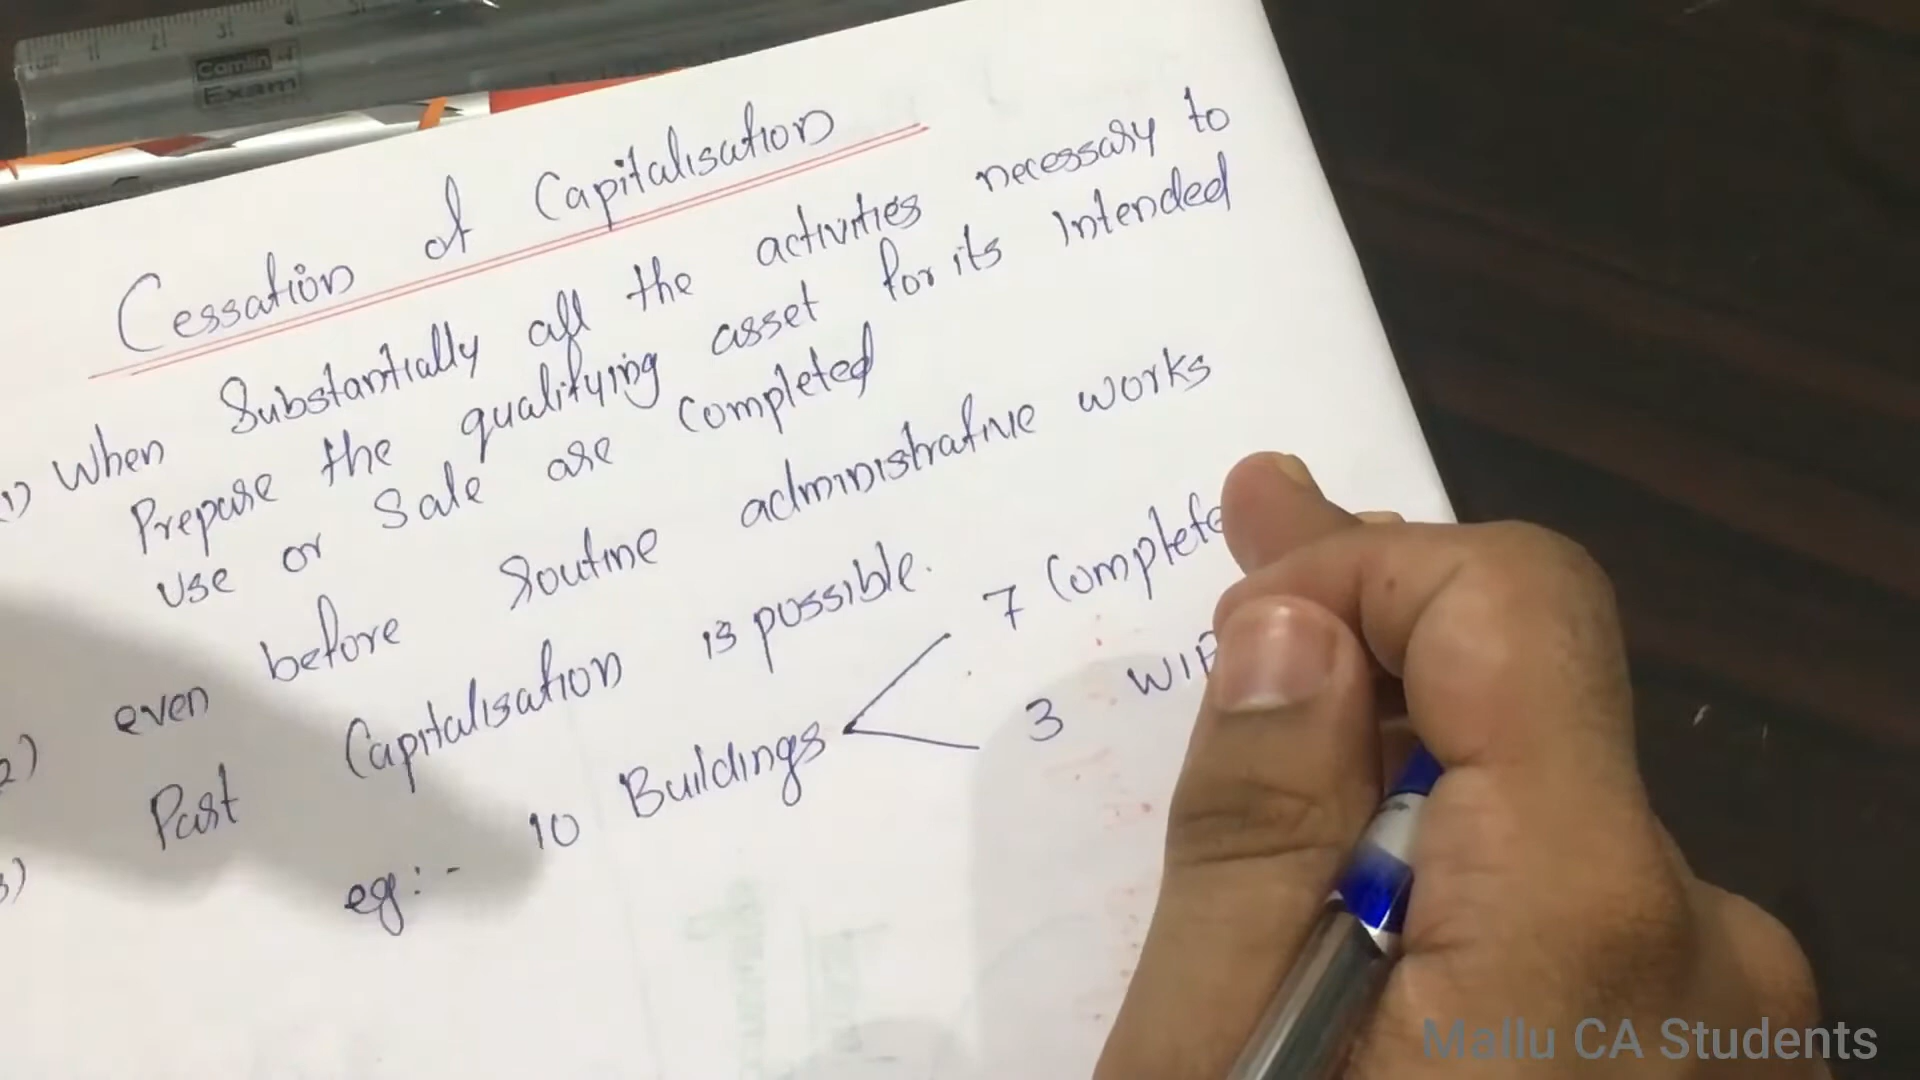 Camlin
Exam
Cessation of Capitalisation
1) When Substantially all the activities necessary to
Prepare the qualifying asset for its Intended
use or Sale are Completed
2) even before routine administrative works
3) Part Capitalisation is possible.
eg:- 10 Buildings 7 Complete
3 WIP
Mallu CA Students